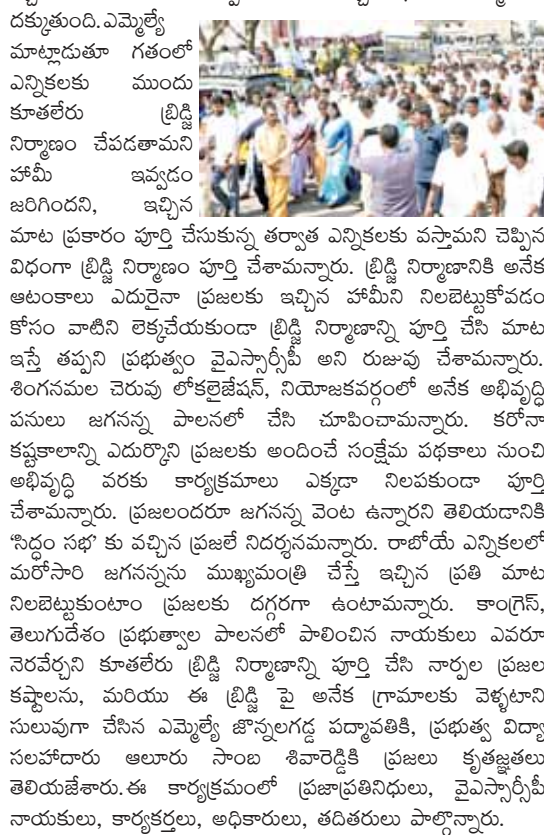 దక్కుతుంది. ఎమ్మెల్యే
మాట్లాడుతూ గతంలో
ఎన్నికలకు ముందు
కూతలేరు బ్రిడ్జి
నిర్మాణం చేపడతామని
హామీ ఇవ్వడం
జరిగిందని, ఇచ్చిన
మాట ప్రకారం పూర్తి చేసుకున్న తర్వాత ఎన్నికలకు వస్తామని చెప్పిన
విధంగా బ్రిడ్జి నిర్మాణం పూర్తి చేశామన్నారు. బ్రిడ్జి నిర్మాణానికి అనేక
ఆటంకాలు ఎదురైనా ప్రజలకు ఇచ్చిన హామీని నిలబెట్టుకోవడం
కోసం వాటిని లెక్కచేయకుండా బ్రిడ్జి నిర్మాణాన్ని పూర్తి చేసి మాట
ఇస్తే తప్పని ప్రభుత్వం వైఎస్సార్సీపీ అని రుజువు చేశామన్నారు.
శింగనమల చెరువు లోకలైజేషన్, నియోజకవర్గంలో అనేక అభివృద్ధి
పనులు జగనన్న పాలనలో చేసి చూపించామన్నారు. కరోనా
కష్టకాలాన్ని ఎదుర్కొని ప్రజలకు అందించే సంక్షేమ పథకాలు నుంచి
అభివృద్ధి వరకు కార్యక్రమాలు ఎక్కడా నిలపకుండా పూర్తి
చేశామన్నారు. ప్రజలందరూ జగనన్న వెంట ఉన్నారని తెలియడానికి
'సిద్ధం సభ' కు వచ్చిన ప్రజలే నిదర్శనమన్నారు. రాబోయే ఎన్నికలలో
మరోసారి జగనన్నను ముఖ్యమంత్రి చేస్తే ఇచ్చిన ప్రతి మాట
నిలబెట్టుకుంటాం ప్రజలకు దగ్గరగా ఉంటామన్నారు. కాంగ్రెస్,
తెలుగుదేశం ప్రభుత్వాల పాలనలో పాలించిన నాయకులు ఎవరూ
నెరవేర్చని కూతలేరు బ్రిడ్జి నిర్మాణాన్ని పూర్తి చేసి నార్పల ప్రజల
కష్టాలను, మరియు ఈ బ్రిడ్జి పై అనేక గ్రామాలకు వెళ్ళటాని
సులువుగా చేసిన ఎమ్మెల్యే జొన్నలగడ్డ పద్మావతికి, ప్రభుత్వ విద్యా
సలహాదారు ఆలూరు సాంబ శివారెడ్డికి ప్రజలు కృతజ్ఞతలు
తెలియజేశారు.ఈ కార్యక్రమంలో ప్రజాప్రతినిధులు, వైఎస్సార్సీపీ
నాయకులు, కార్యకర్తలు, అధికారులు, తదితరులు పాల్గొన్నారు.